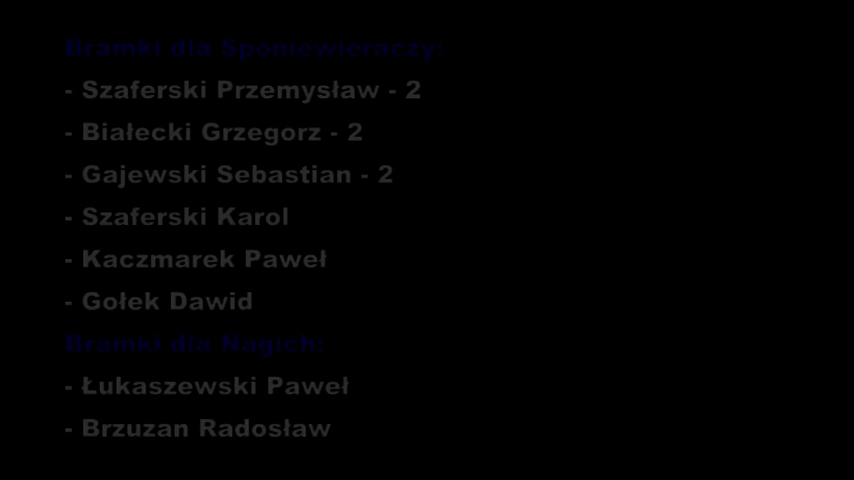 Bramki dla Sponiewieraczy:
- Szaferski Przemysław - 2
- Białecki Grzegorz - 2
- Gajewski Sebastian - 2
- Szaferski Karol
- Kaczmarek Paweł
- Gołek Dawid
Bramki dla Nagich:
- Łukaszewski Paweł
- Brzuzan Radosław